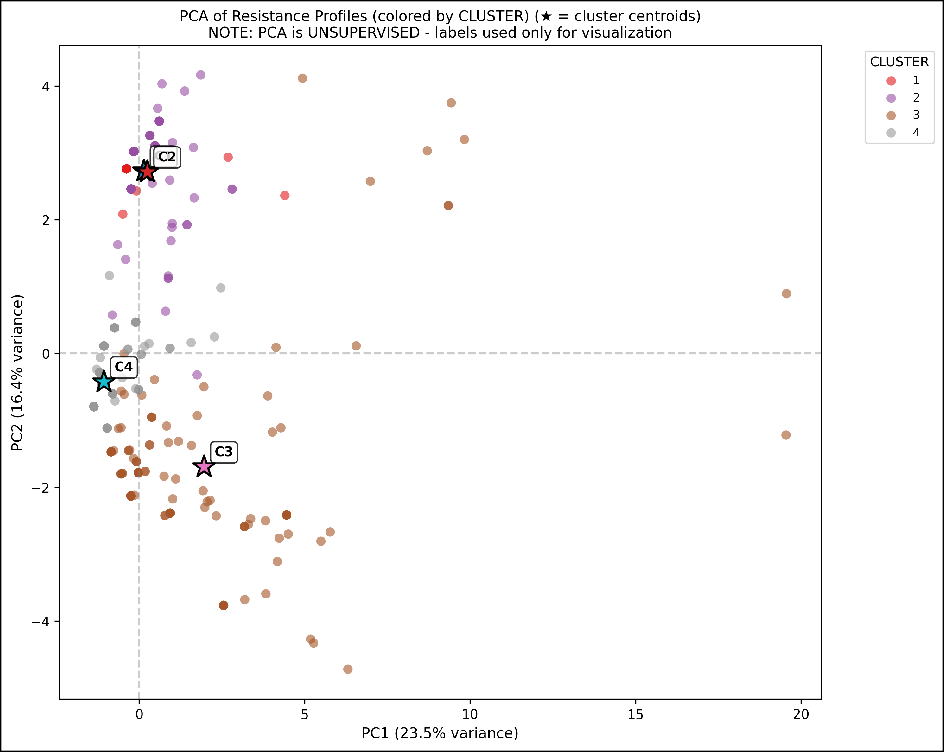 PCA of Resistance Profiles (colored by CLUSTER) (★ = cluster centroids)
NOTE: PCA is UNSUPERVISED - labels used only for visualization
CLUSTER
1
2
3
4
4
2
0
−2
−4
C2
C4
C3
PC2 (16.4% variance)
0
5
10
15
20
PC1 (23.5% variance)